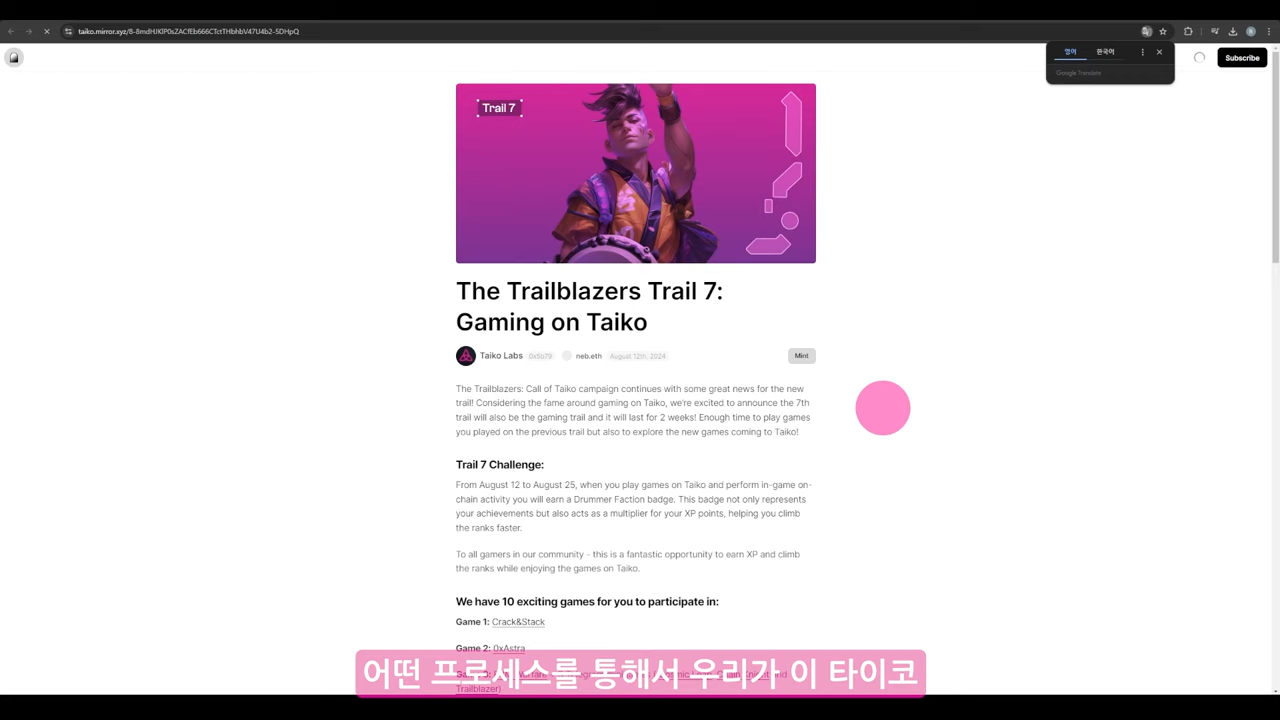 taiko.mirror.xyz/8-8mdHJKlP0sZACfEb666CTctTHbhbV47U4b2-5DHpQ
영어 한국어
Google Translate
Subscribe
Trail 7
The Trailblazers Trail 7:
Gaming on Taiko
Taiko Labs 0x5b79 neb.eth August 12th, 2024 Mint
The Trailblazers: Call of Taiko campaign continues with some great news for the new
trail! Considering the fame around gaming on Taiko, we're excited to announce the 7th
trail will also be the gaming trail and it will last for 2 weeks! Enough time to play games
you played on the previous trail but also to explore the new games coming to Taiko!
Trail 7 Challenge:
From August 12 to August 25, when you play games on Taiko and perform in-game on-
chain activity you will earn a Drummer Faction badge. This badge not only represents
your achievements but also acts as a multiplier for your XP points, helping you climb
the ranks faster.
To all gamers in our community - this is a fantastic opportunity to earn XP and climb
the ranks while enjoying the games on Taiko.
We have 10 exciting games for you to participate in:
Game 1: Crack&Stack
Game 2: 0xAstra
어떤 프로세스를 통해서 우리가 이 타이코
Trailblazer)